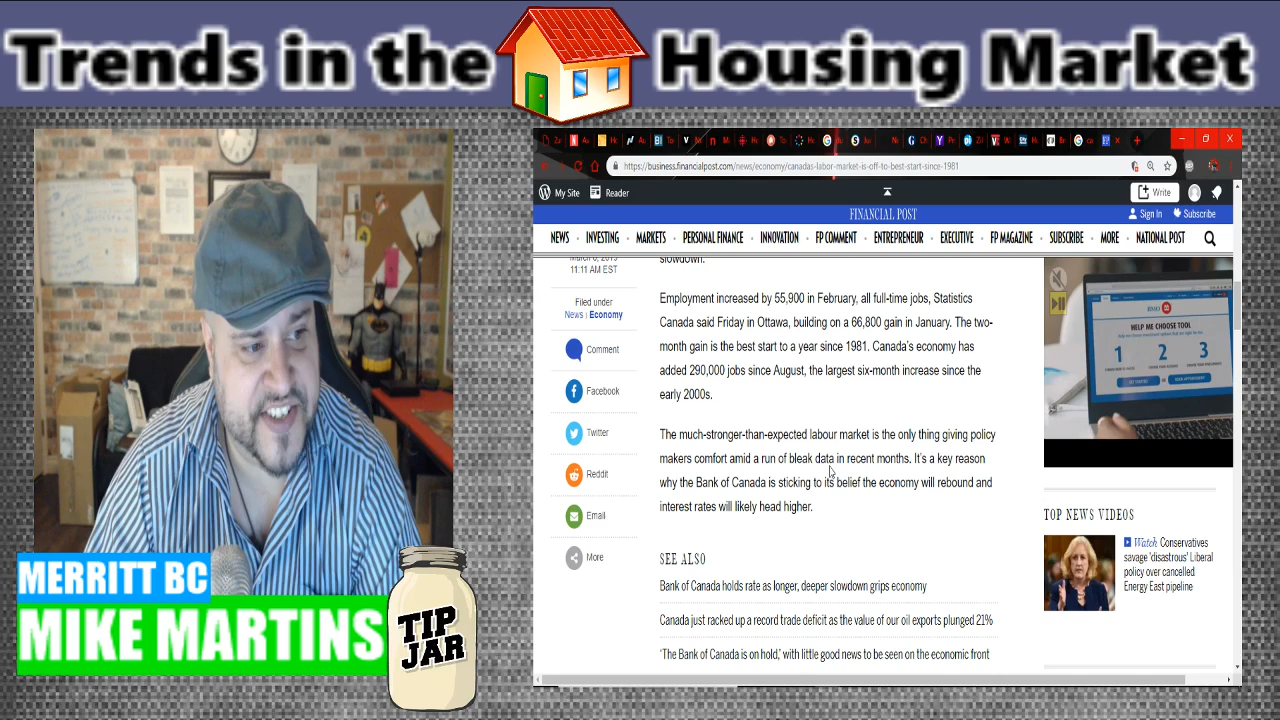 Trends in the Housing Market
https://business.financialpost.com/news/economy/canadas-labor-market-is-off-to-best-start-since-1981
My Site
Reader
Write
FINANCIAL POST
Sign In
Subscribe
NEWS
INVESTING
MARKETS
PERSONAL FINANCE
INNOVATION
FP COMMENT
ENTREPRENEUR
EXECUTIVE
FP MAGAZINE
SUBSCRIBE
MORE
NATIONAL POST
11:11 AM EST
Filed under
News | Economy
Comment
Facebook
Twitter
Reddit
Email
More
slowdown.
Employment increased by 55,900 in February, all full-time jobs, Statistics
Canada said Friday in Ottawa, building on a 66,800 gain in January. The two-
month gain is the best start to a year since 1981. Canada's economy has
added 290,000 jobs since August, the largest six-month increase since the
early 2000s.
The much-stronger-than-expected labour market is the only thing giving policy
makers comfort amid a run of bleak data in recent months. It's a key reason
why the Bank of Canada is sticking to its belief the economy will rebound and
interest rates will likely head higher.
SEE ALSO
Bank of Canada holds rate as longer, deeper slowdown grips economy
Canada just racked up a record trade deficit as the value of our oil exports plunged 21%
'The Bank of Canada is on hold,' with little good news to be seen on the economic front
BMO
HELP ME CHOOSE TOOL
1 2 3
TOP NEWS VIDEOS
Watch Conservatives
savage 'disastrous' Liberal
policy over cancelled
Energy East pipeline
MERRITT BC
MIKE MARTINS
TIP
JAR